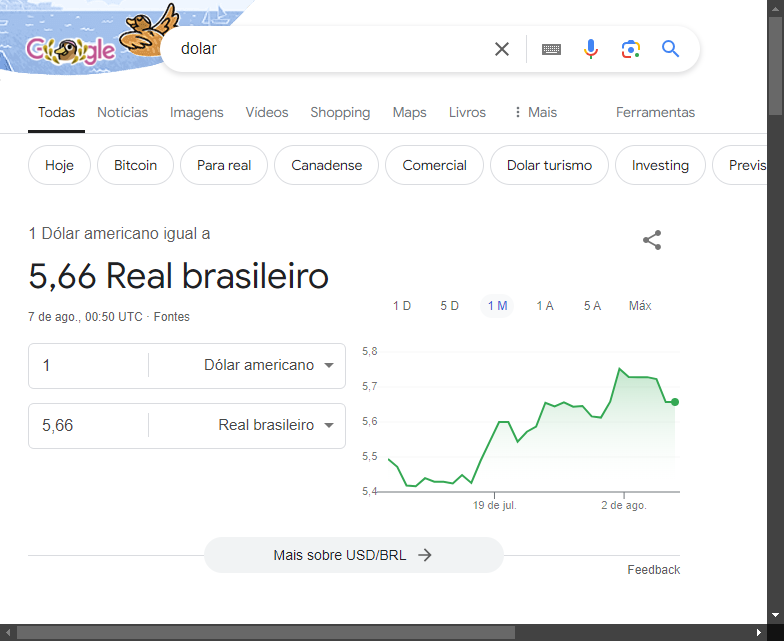 Google
dolar
Todas Notícias Imagens Vídeos Shopping Maps Livros Mais Ferramentas
Hoje Bitcoin Para real Canadense Comercial Dolar turismo Investing Previs
1 Dólar americano igual a
5,66 Real brasileiro
7 de ago., 00:50 UTC · Fontes
1 D 5 D 1 M 1 A 5 A Máx
1 Dólar americano
5,66 Real brasileiro
5,8
5,7
5,6
5,5
5,4
19 de jul. 2 de ago.
Mais sobre USD/BRL
Feedback